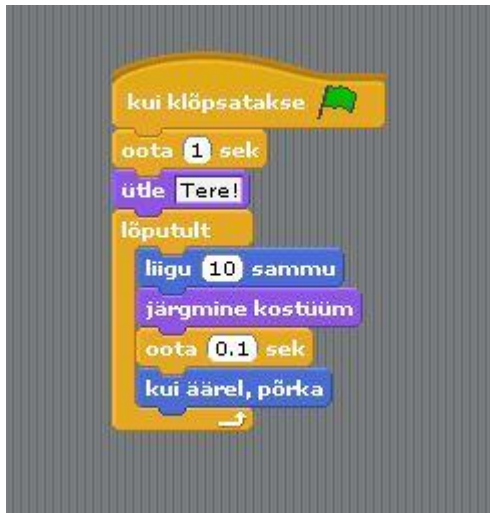 kui klõpsatakse
oota 1 sek
ütle Tere!
lõputult
liigu 10 sammu
järgmine kostüüm
oota 0.1 sek
kui äärel, põrka